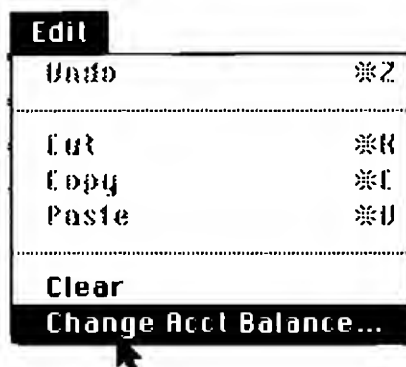 Edit
Undo ⌘Z
Cut ⌘X
Copy ⌘C
Paste ⌘V
Clear
Change Acct Balance...